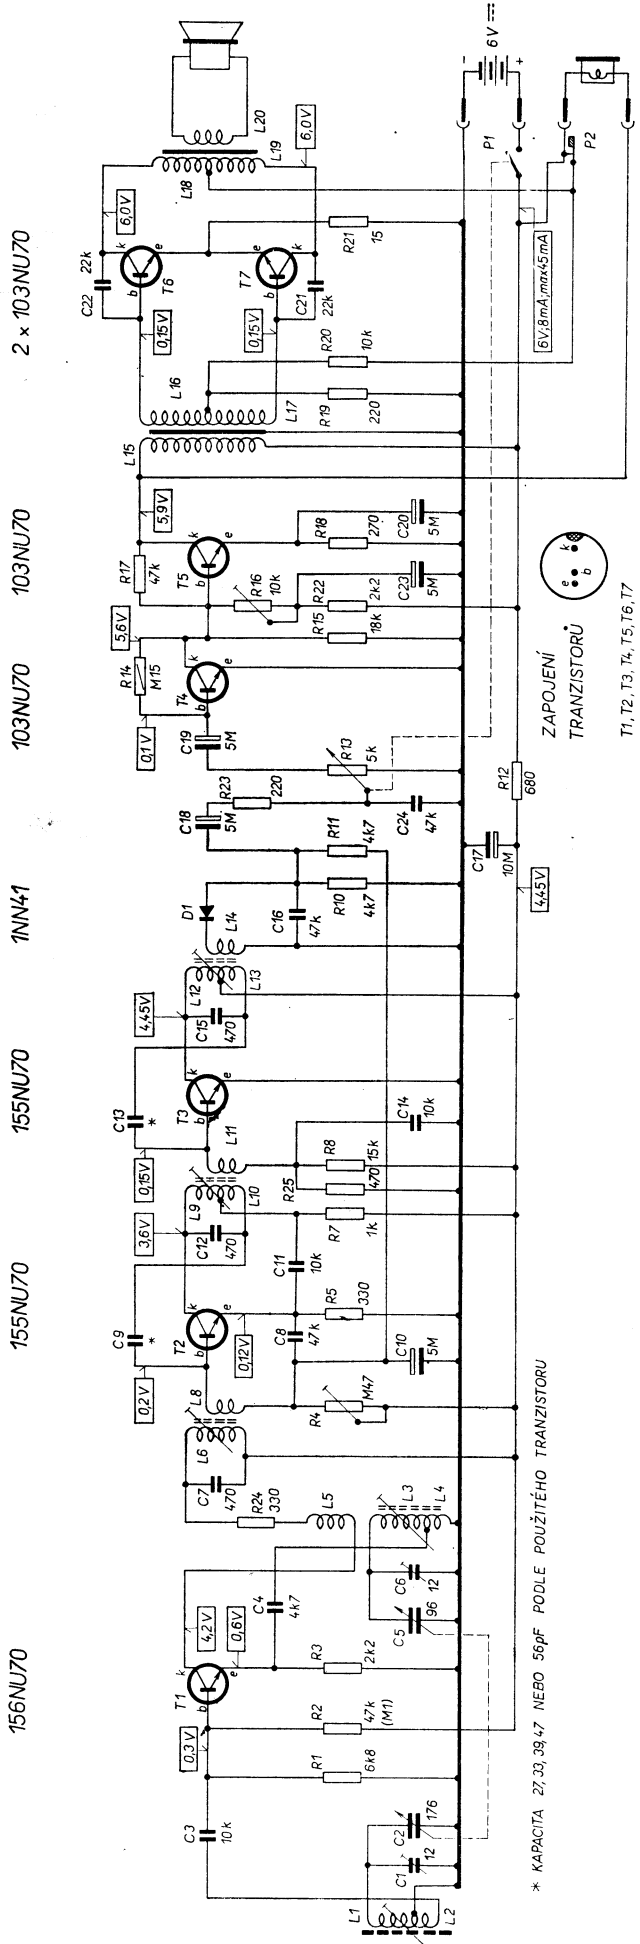 156NU70
155NU70
155NU70
1NN41
103NU70
103NU70
2 × 103NU70
L1
L2
C1
12
C2
176
C3
10k
R1
6k8
R2
47k
(M1)
0,3V
T1
b
k
e
4,2V
0,6V
R3
2k2
C4
4k7
C5
96
C6
12
L3
L4
L5
R24
330
C7
470
L6
L8
R4
M47
0,2V
C9
*
T2
b
k
e
0,12V
C8
47k
C10
5M
R5
330
3,6V
C12
470
L9
L10
C11
10k
R7
1k
R25
470
R8
15k
L11
0,15V
C13
*
T3
b
k
e
C14
10k
4,45V
C15
470
L12
L13
L14
D1
C16
47k
R10
4k7
R11
4k7
C18
5M
R23
220
C24
47k
R13
5k
C19
5M
C17
10M
4,45V
R12
680
0,1V
R14
M15
5,6V
T4
b
k
e
R15
18k
R22
2k2
R16
10k
R17
47k
T5
b
k
e
5,9V
R18
270
C23
5M
C20
5M
L15
L16
L17
R19
220
R20
10k
0,15V
0,15V
C22
22k
C21
22k
T6
b
k
e
T7
b
e
k
6,0V
6,0V
R21
15
L18
L19
L20
6V;8mA;max45mA
P1
P2
-
6V
+
ZAPOJENÍ
TRANZISTORŮ
e
b
k
T1,T2,T3,T4,T5,T6,T7
* KAPACITA 27,33,39,47 NEBO 56pF PODLE POUŽITÉHO TRANZISTORU